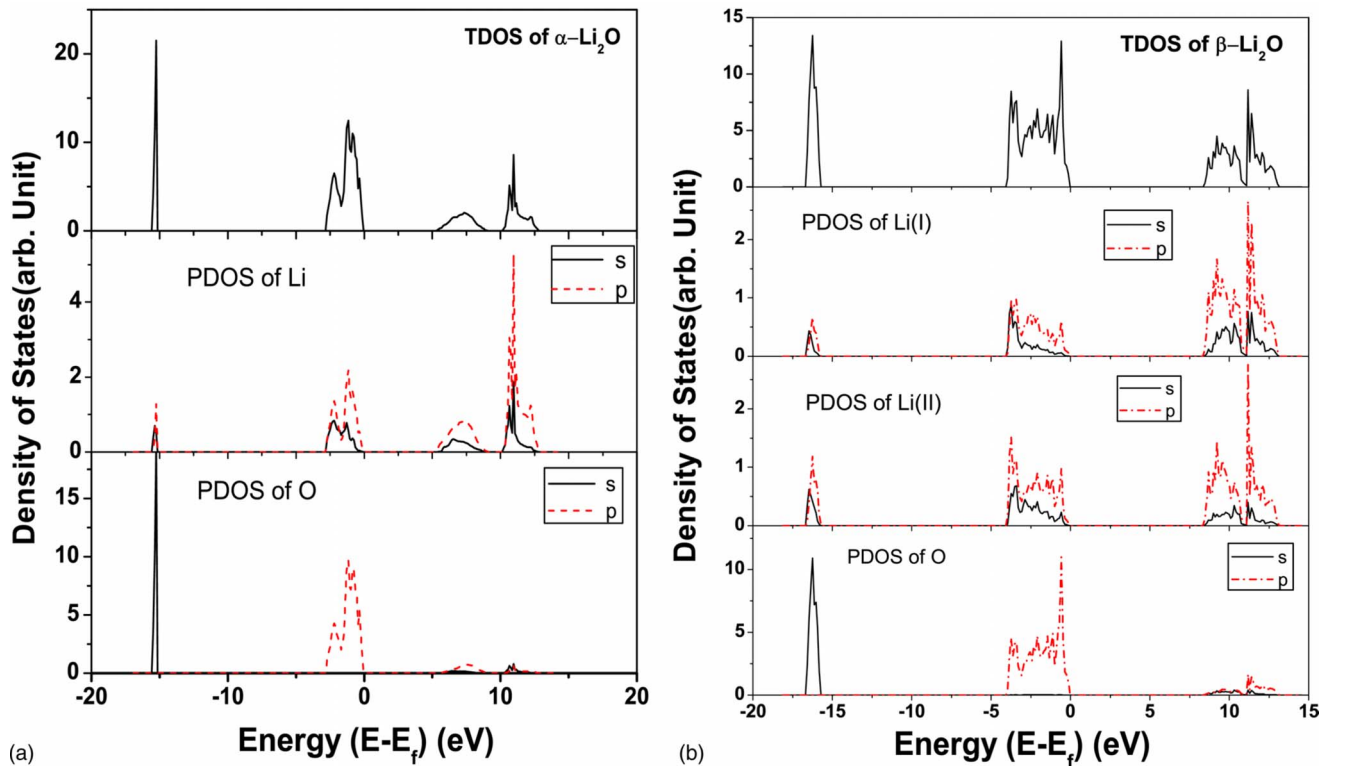 TDOS of α–Li₂O
20
10
0
PDOS of Li
s
p
4
2
0
PDOS of O
s
p
15
10
5
0
-20 -10 0 10 20
Density of States(arb. Unit)
Energy (E-E_f) (eV)
(a)
TDOS of β–Li₂O
15
10
5
0
PDOS of Li(I)
s
p
2
1
0
PDOS of Li(II)
s
p
2
1
0
PDOS of O
s
p
10
5
0
-20 -15 -10 -5 0 5 10 15
Density of States(arb. Unit)
Energy (E-E_f) (eV)
(b)